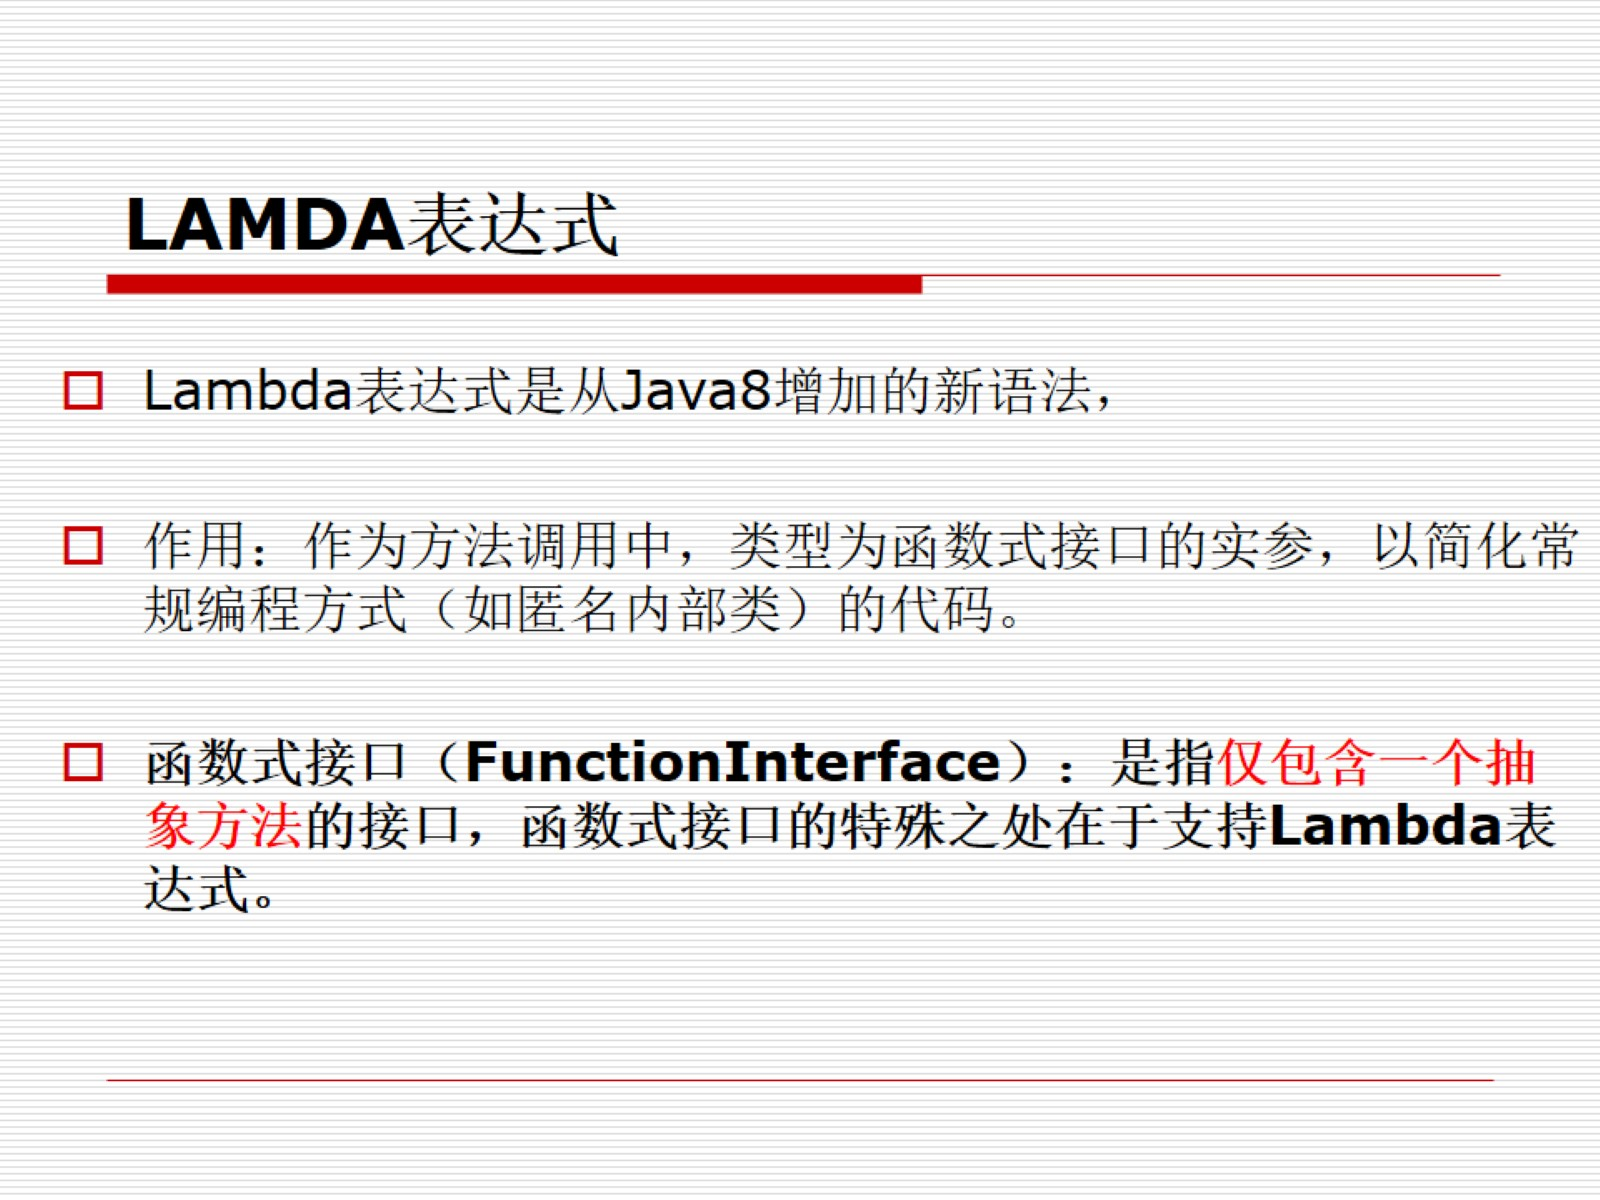 LAMDA表达式
Lambda表达式是从Java8增加的新语法，
作用：作为方法调用中，类型为函数式接口的实参，以简化常
规编程方式（如匿名内部类）的代码。
函数式接口（FunctionInterface）：是指仅包含一个抽
象方法的接口，函数式接口的特殊之处在于支持Lambda表
达式。